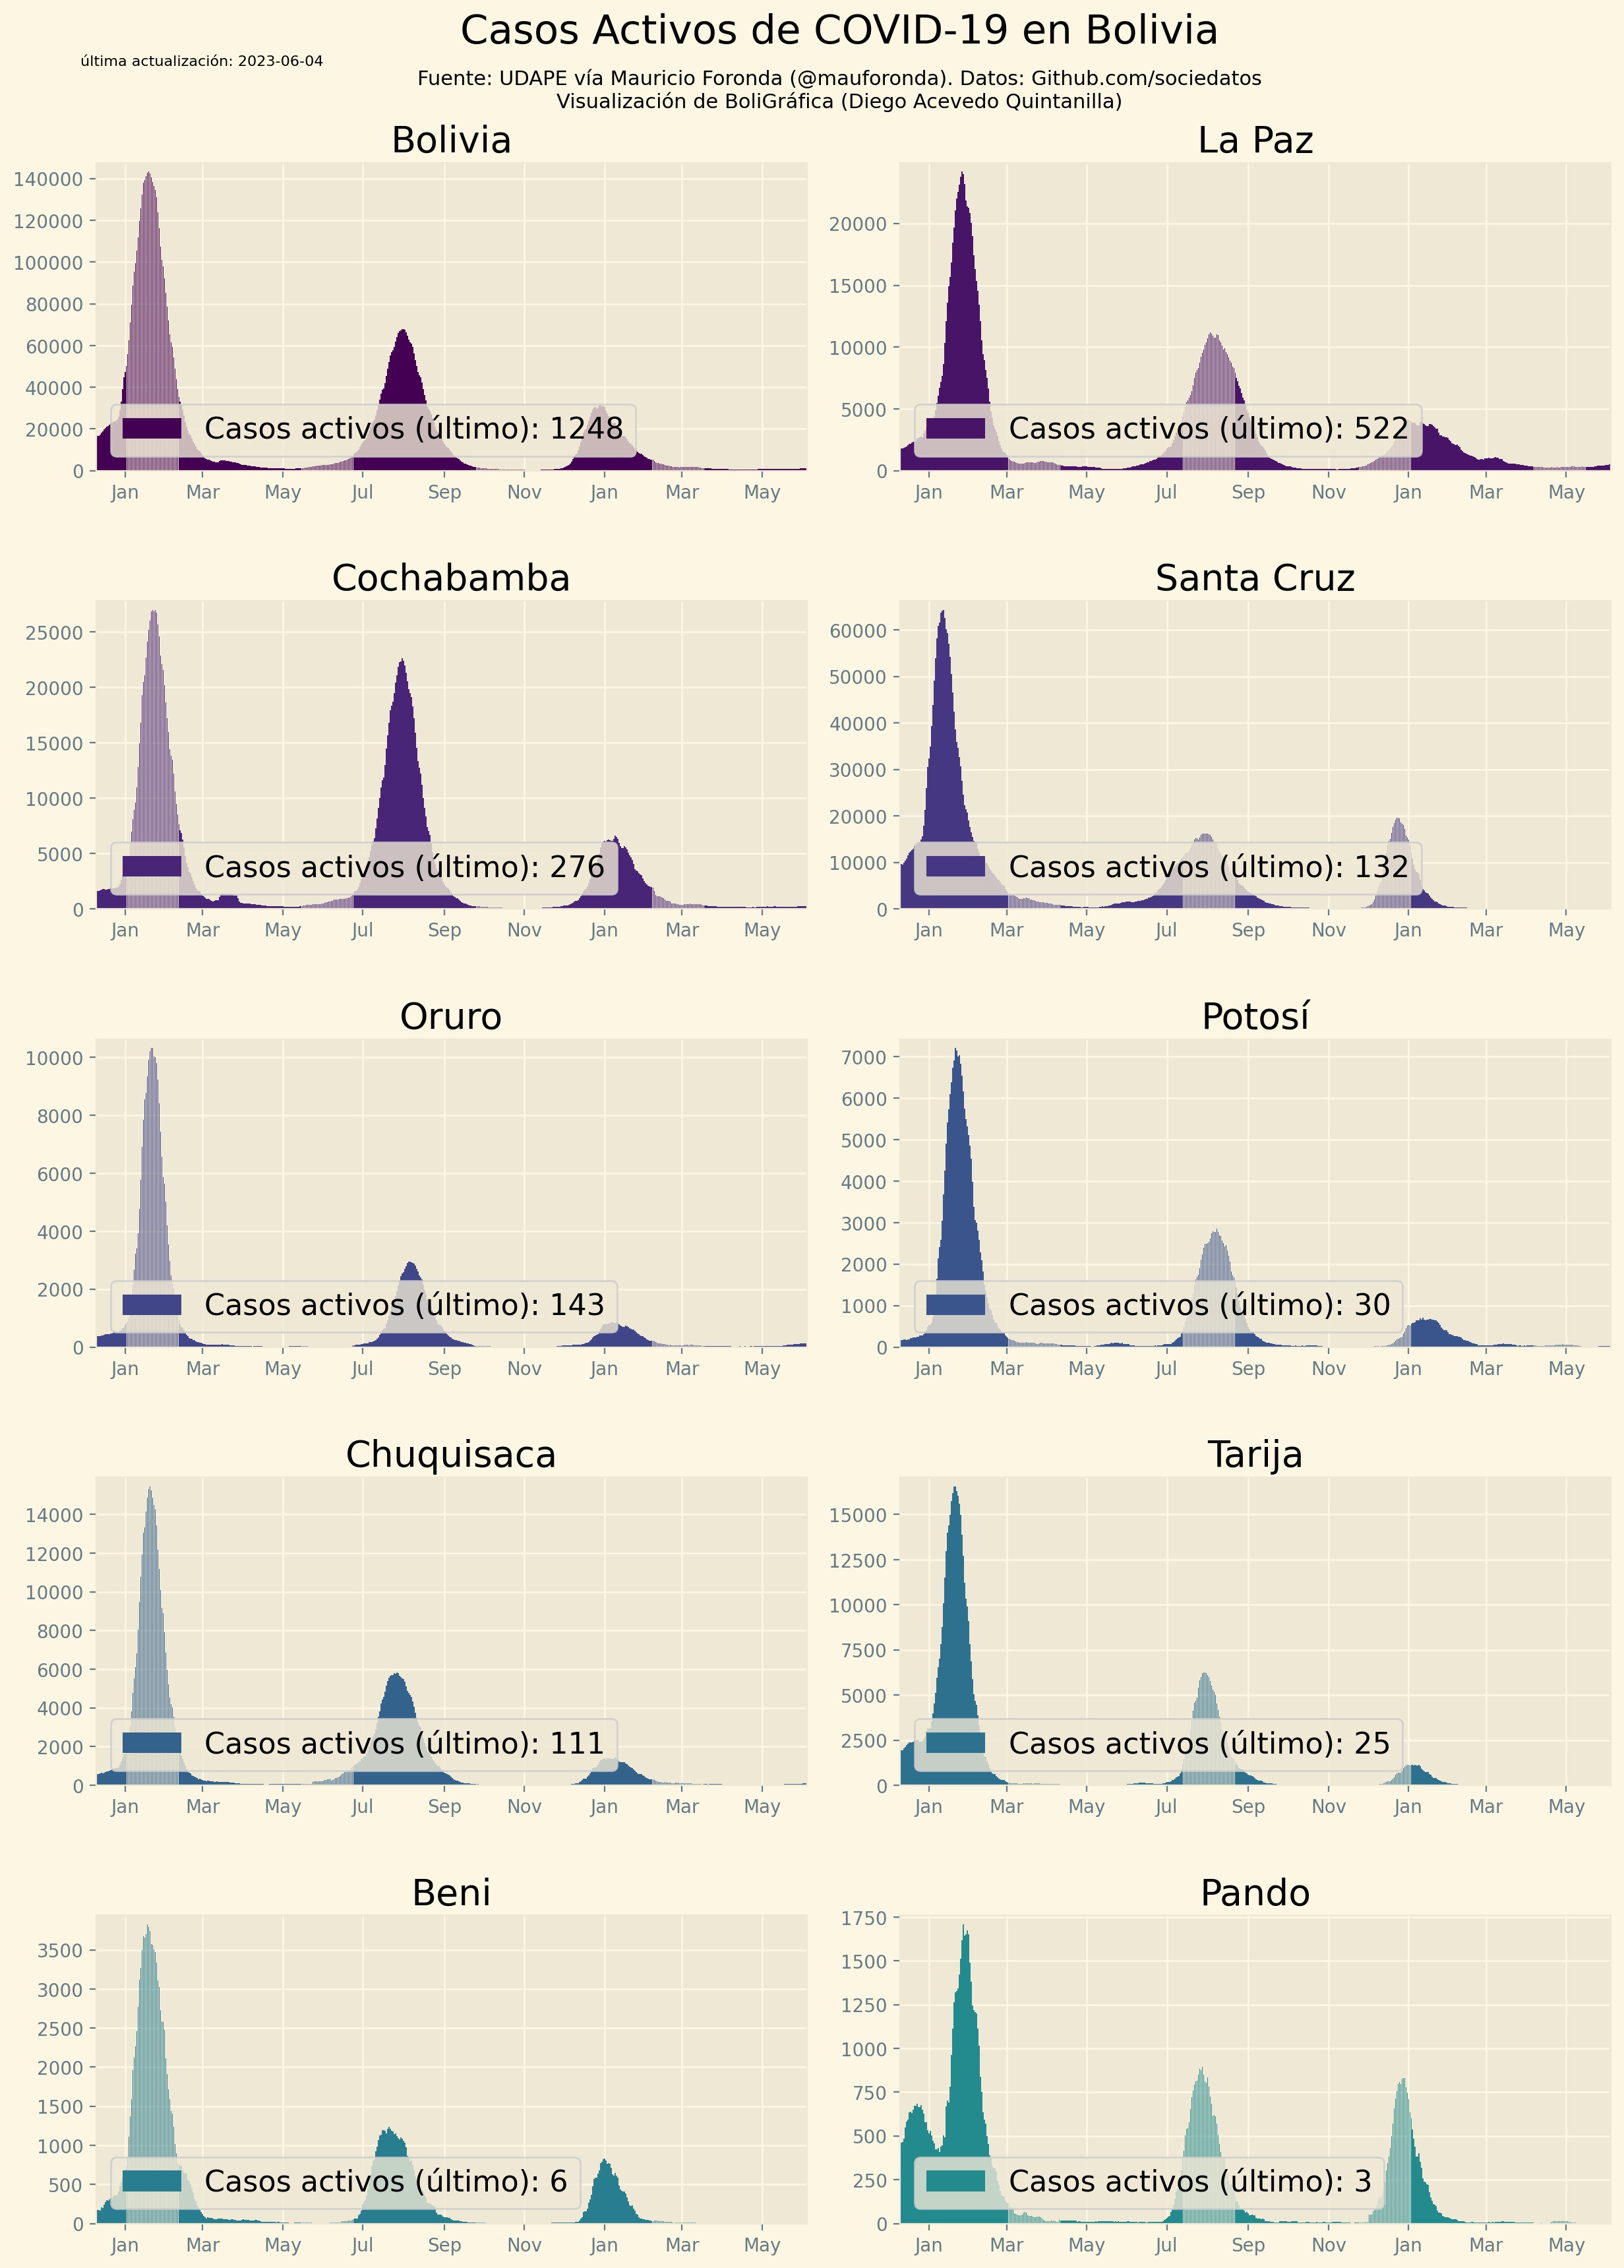 Casos Activos de COVID-19 en Bolivia
última actualización: 2023-06-04
Fuente: UDAPE vía Mauricio Foronda (@mauforonda). Datos: Github.com/sociedatos
Visualización de BoliGráfica (Diego Acevedo Quintanilla)
Bolivia
140000
120000
100000
80000
60000
40000
20000
0
Casos activos (último): 1248
Jan Mar May Jul Sep Nov Jan Mar May
La Paz
20000
15000
10000
5000
0
Casos activos (último): 522
Jan Mar May Jul Sep Nov Jan Mar May
Cochabamba
25000
20000
15000
10000
5000
0
Casos activos (último): 276
Jan Mar May Jul Sep Nov Jan Mar May
Santa Cruz
60000
50000
40000
30000
20000
10000
0
Casos activos (último): 132
Jan Mar May Jul Sep Nov Jan Mar May
Oruro
10000
8000
6000
4000
2000
0
Casos activos (último): 143
Jan Mar May Jul Sep Nov Jan Mar May
Potosí
7000
6000
5000
4000
3000
2000
1000
0
Casos activos (último): 30
Jan Mar May Jul Sep Nov Jan Mar May
Chuquisaca
14000
12000
10000
8000
6000
4000
2000
0
Casos activos (último): 111
Jan Mar May Jul Sep Nov Jan Mar May
Tarija
15000
12500
10000
7500
5000
2500
0
Casos activos (último): 25
Jan Mar May Jul Sep Nov Jan Mar May
Beni
3500
3000
2500
2000
1500
1000
500
0
Casos activos (último): 6
Jan Mar May Jul Sep Nov Jan Mar May
Pando
1750
1500
1250
1000
750
500
250
0
Casos activos (último): 3
Jan Mar May Jul Sep Nov Jan Mar May